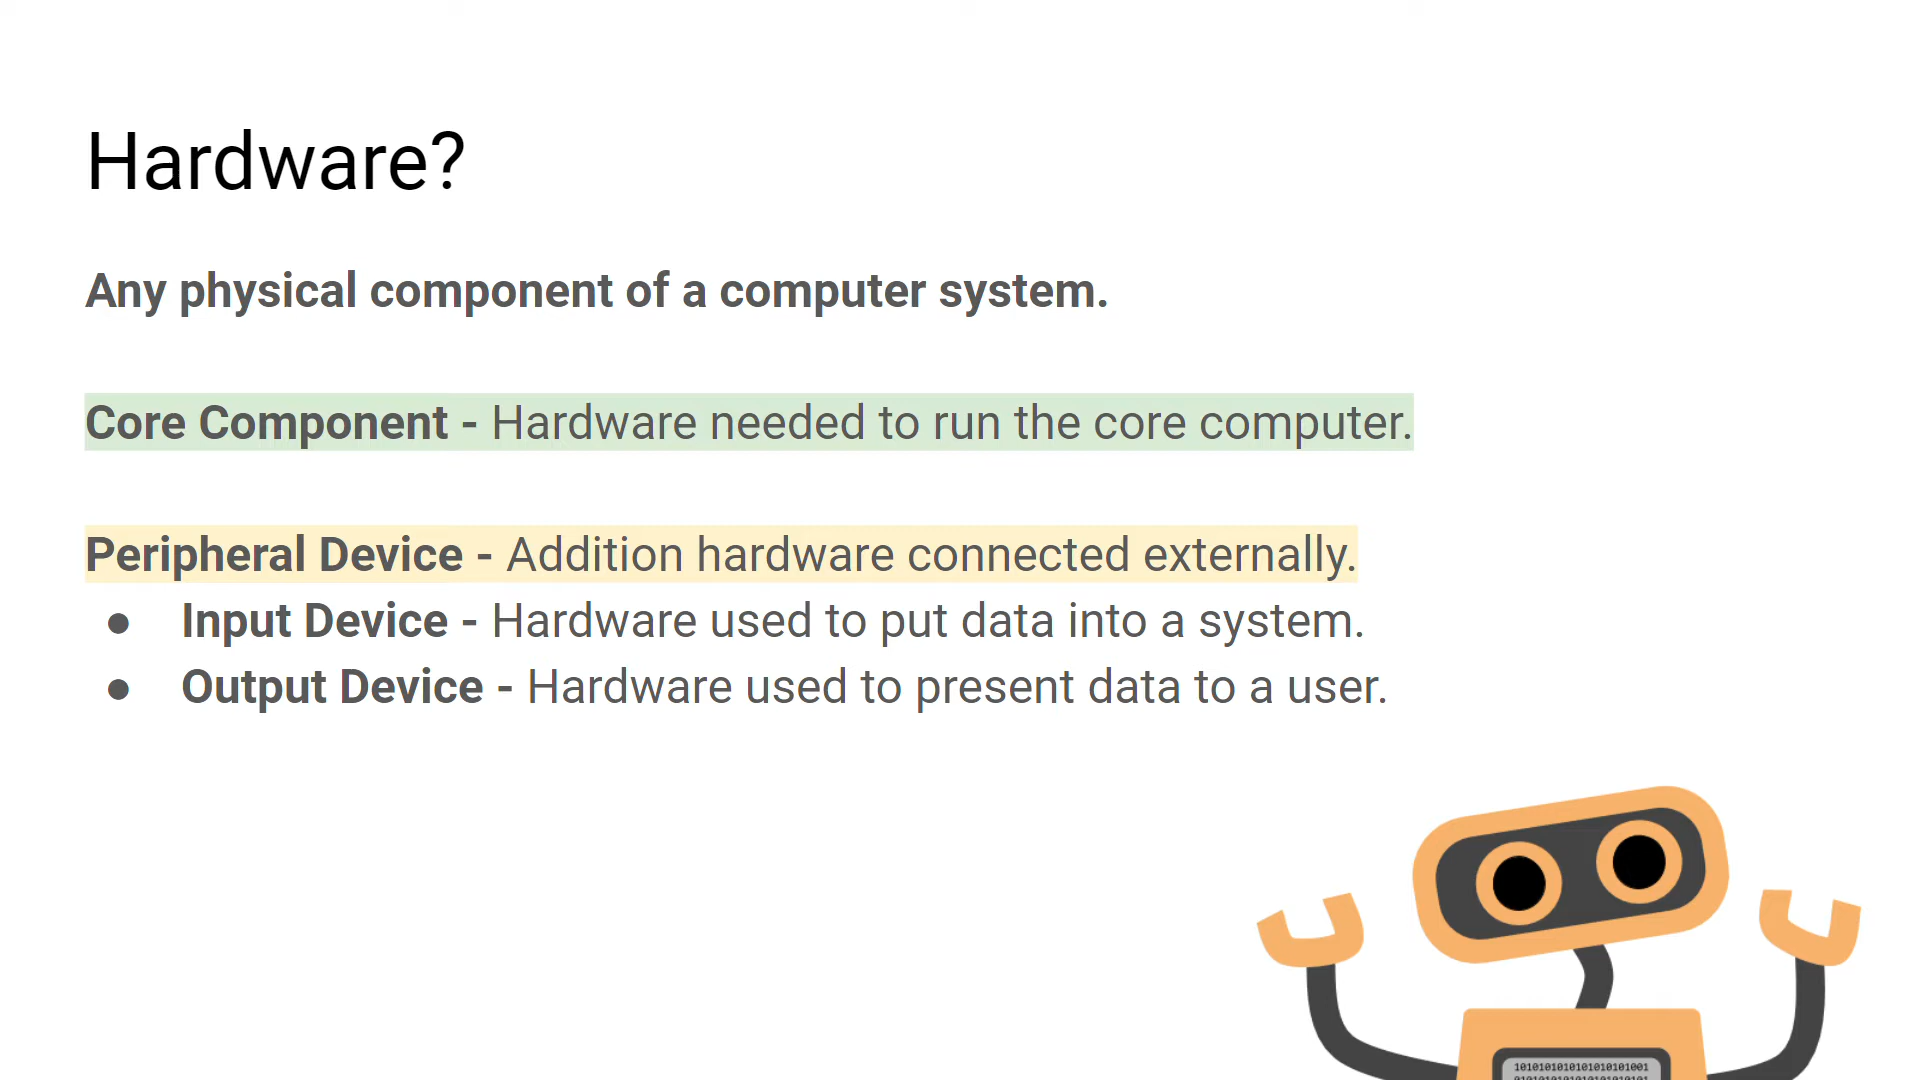 Hardware?
Any physical component of a computer system.
Core Component - Hardware needed to run the core computer.
Peripheral Device - Addition hardware connected externally.
● Input Device - Hardware used to put data into a system.
● Output Device - Hardware used to present data to a user.